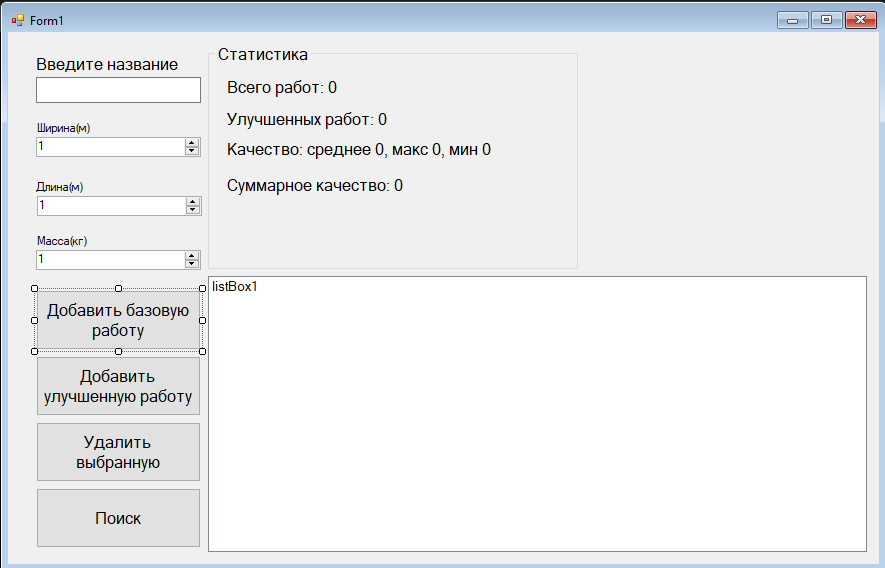 Form1
Введите название
Ширина(м)
1
Длина(м)
1
Масса(кг)
1
Добавить базовую
работу
Добавить
улучшенную работу
Удалить
выбранную
Поиск
Статистика
Всего работ: 0
Улучшенных работ: 0
Качество: среднее 0, макс 0, мин 0
Суммарное качество: 0
listBox1